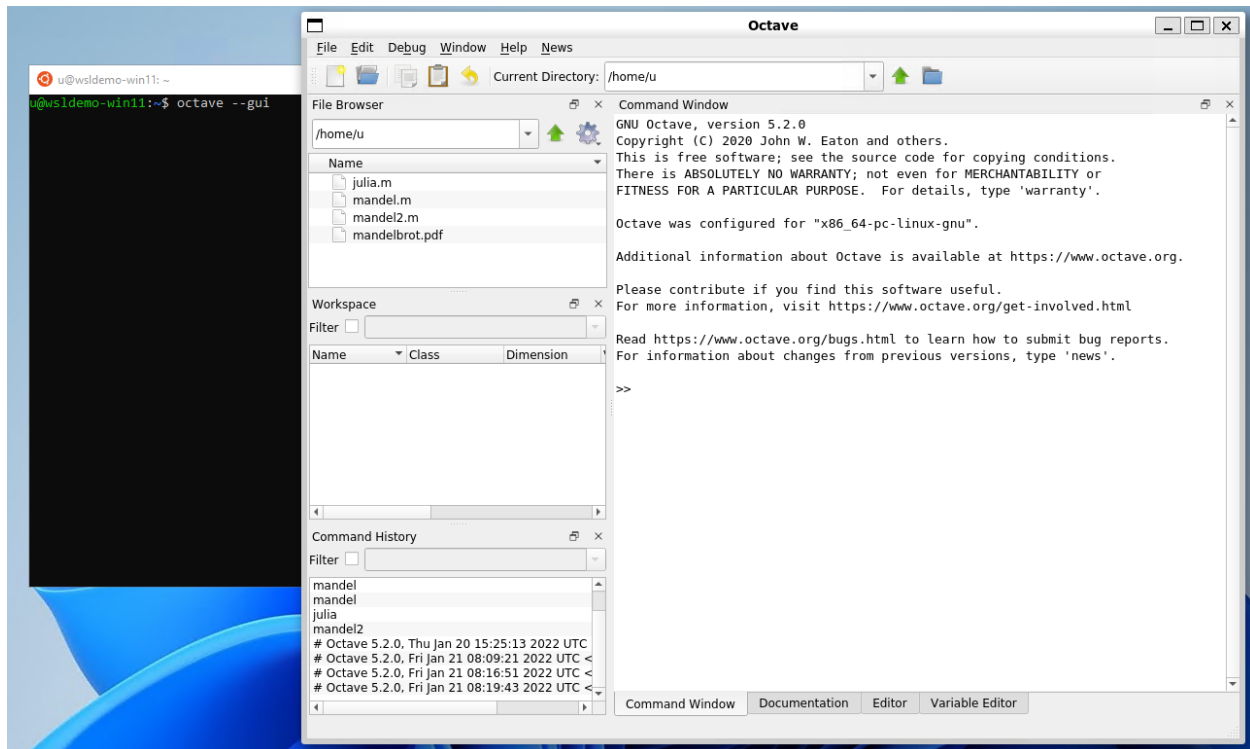 u@wsldemo-win11: ~
u@wsldemo-win11:~$ octave --gui
Octave
File Edit Debug Window Help News
Current Directory: /home/u
File Browser
/home/u
Name
julia.m
mandel.m
mandel2.m
mandelbrot.pdf
Workspace
Filter
Name Class Dimension
Command History
Filter
mandel
mandel
julia
mandel2
# Octave 5.2.0, Thu Jan 20 15:25:13 2022 UTC
# Octave 5.2.0, Fri Jan 21 08:09:21 2022 UTC <
# Octave 5.2.0, Fri Jan 21 08:16:51 2022 UTC <
# Octave 5.2.0, Fri Jan 21 08:19:43 2022 UTC <
Command Window
GNU Octave, version 5.2.0
Copyright (C) 2020 John W. Eaton and others.
This is free software; see the source code for copying conditions.
There is ABSOLUTELY NO WARRANTY; not even for MERCHANTABILITY or
FITNESS FOR A PARTICULAR PURPOSE.  For details, type 'warranty'.
Octave was configured for "x86_64-pc-linux-gnu".
Additional information about Octave is available at https://www.octave.org.
Please contribute if you find this software useful.
For more information, visit https://www.octave.org/get-involved.html
Read https://www.octave.org/bugs.html to learn how to submit bug reports.
For information about changes from previous versions, type 'news'.
>>
Command Window Documentation Editor Variable Editor